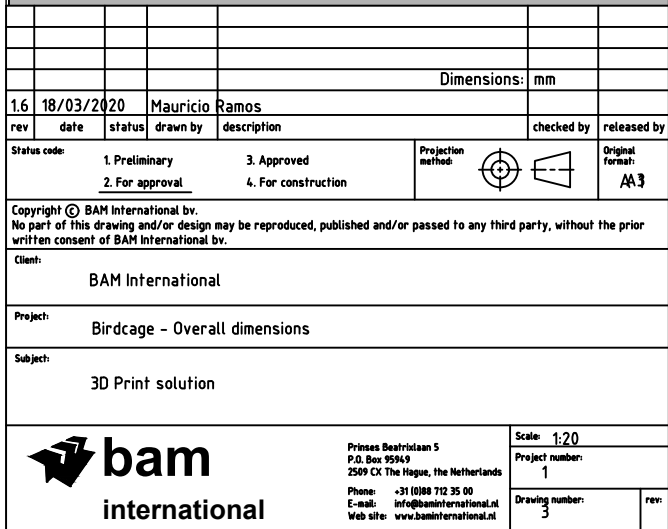 Dimensions: mm
1.6 18/03/2020 Mauricio Ramos
rev date status drawn by description checked by released by
Status code:
1. Preliminary 3. Approved
2. For approval 4. For construction
Projection method:
Original format:
A3
Copyright © BAM International bv.
No part of this drawing and/or design may be reproduced, published and/or passed to any third party, without the prior
written consent of BAM International bv.
Client:
BAM International
Project:
Birdcage - Overall dimensions
Subject:
3D Print solution
bam
international
Prinses Beatrixlaan 5
P.O. Box 95949
2509 CX The Hague, the Netherlands
Phone: +31 (0)88 712 35 00
E-mail: info@baminternational.nl
Web site: www.baminternational.nl
Scale: 1:20
Project number:
1
Drawing number:
3
rev: